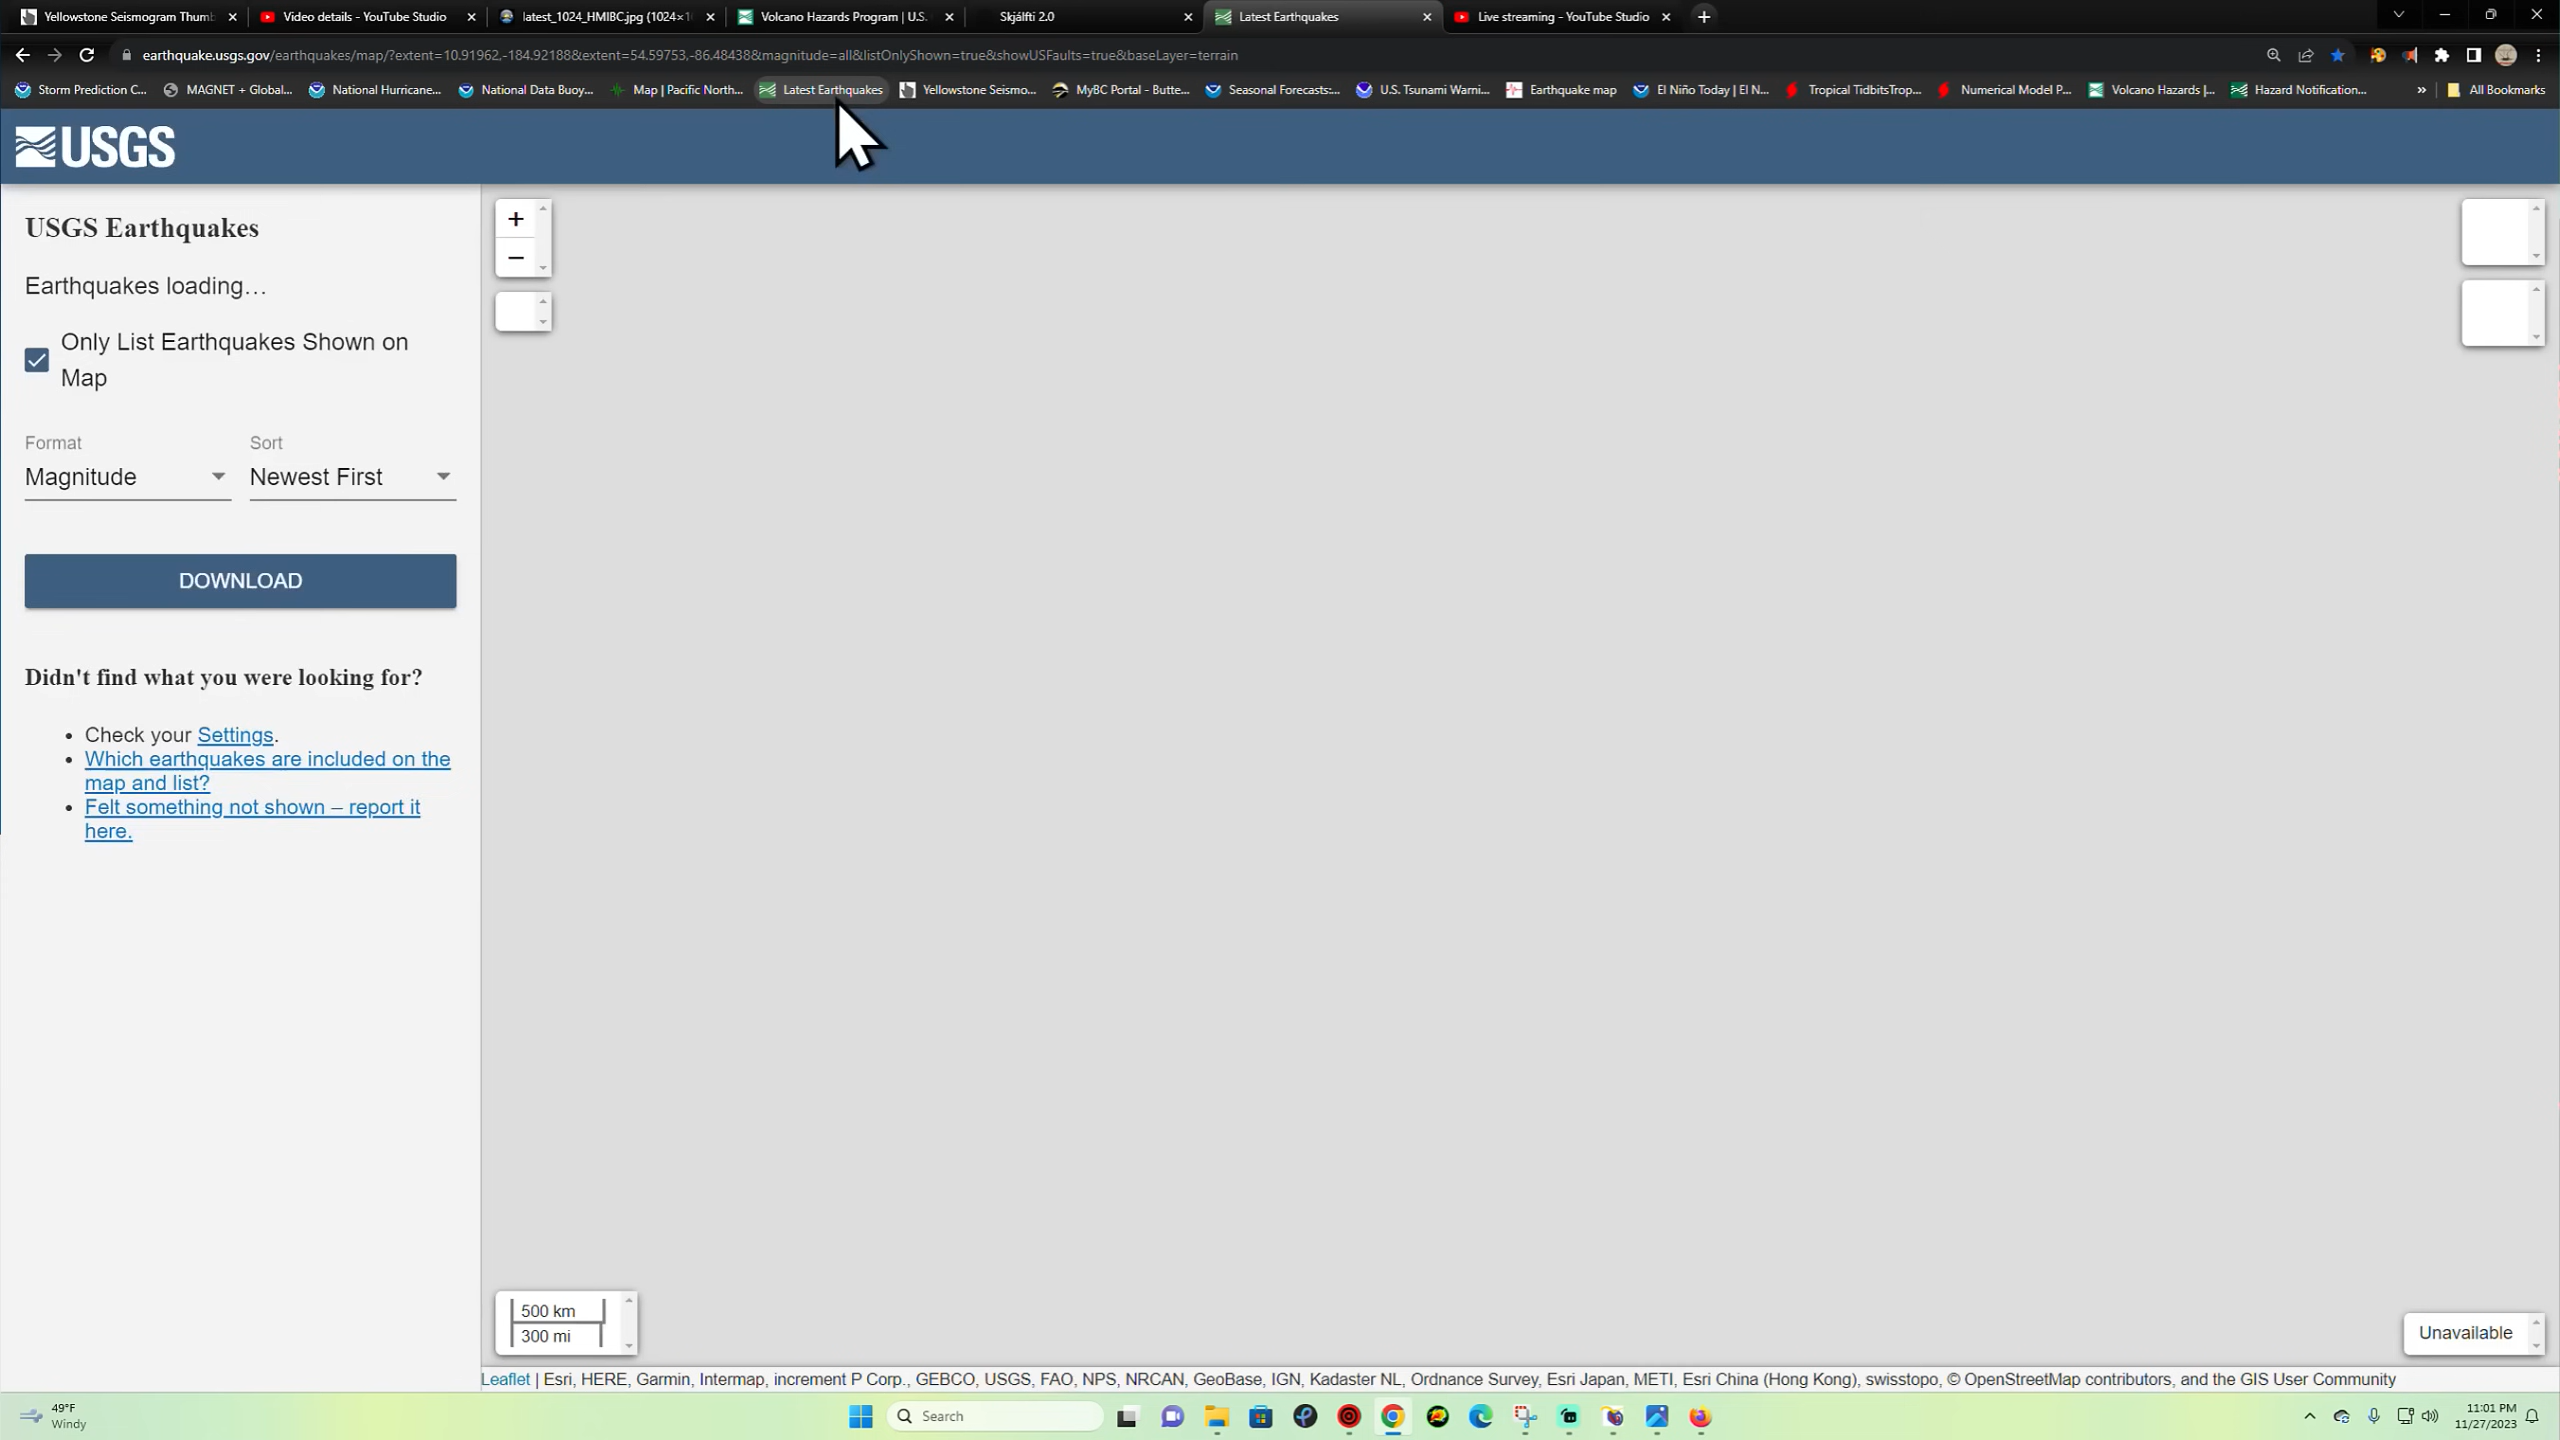 Yellowstone Seismogram Thumb
Video details - YouTube Studio
latest_1024_HMIBC.jpg (1024×1
Volcano Hazards Program | U.S.
Skjálfti 2.0
Latest Earthquakes
Live streaming - YouTube Studio
earthquake.usgs.gov/earthquakes/map/?extent=10.91962,-184.92188&extent=54.59753,-86.48438&magnitude=all&listOnlyShown=true&showUSFaults=true&baseLayer=terrain
Storm Prediction C...
MAGNET + Global...
National Hurricane...
National Data Buoy...
Map | Pacific North...
Latest Earthquakes
Yellowstone Seismo...
MyBC Portal - Butte...
Seasonal Forecasts:...
U.S. Tsunami Warni...
Earthquake map
El Niño Today | El N...
Tropical TidbitsTrop...
Numerical Model P...
Volcano Hazards |...
Hazard Notification...
»
All Bookmarks
USGS
USGS Earthquakes
Earthquakes loading…
Only List Earthquakes Shown on
Map
Format
Sort
Magnitude
Newest First
DOWNLOAD
Didn't find what you were looking for?
• Check your Settings.
• Which earthquakes are included on the
map and list?
• Felt something not shown – report it
here.
+
−
500 km
300 mi
Unavailable
Leaflet | Esri, HERE, Garmin, Intermap, increment P Corp., GEBCO, USGS, FAO, NPS, NRCAN, GeoBase, IGN, Kadaster NL, Ordnance Survey, Esri Japan, METI, Esri China (Hong Kong), swisstopo, © OpenStreetMap contributors, and the GIS User Community
49°F
Windy
Search
11:01 PM
11/27/2023